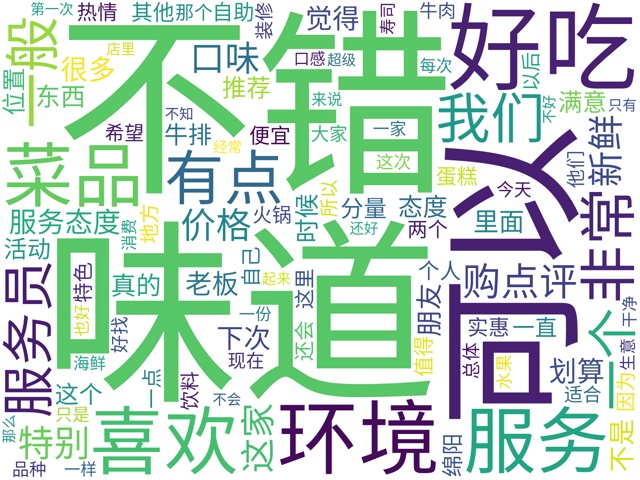 不错
味道
可以
好吃
一般
菜品
服务员
喜欢
环境
服务
非常
我们
有点
一个
特别
第一次
热情
其他
那个
自助
装修
觉得
口感
超级
寿司
牛肉
每次
以后
位置
店里
很多
东西
口味
推荐
来说
不知
大家
一家
满意
不好
只有
新鲜
他们
希望
牛排
经常
便宜
这次
蛋糕
今天
服务态度
消费
地方
价格
火锅
时候
所以
分量
态度
还好
两个
里面
活动
真的
特色
老板
自己
起来
这里
个人
购点评
也好
好找
一份
还会
朋友
值得
实惠
一直
总体
水果
划算
适合
因为
生意
干净
海鲜
一点
饮料
下次
现在
不会
这家
这个
那么
只是
品种
一样
绵阳
不是